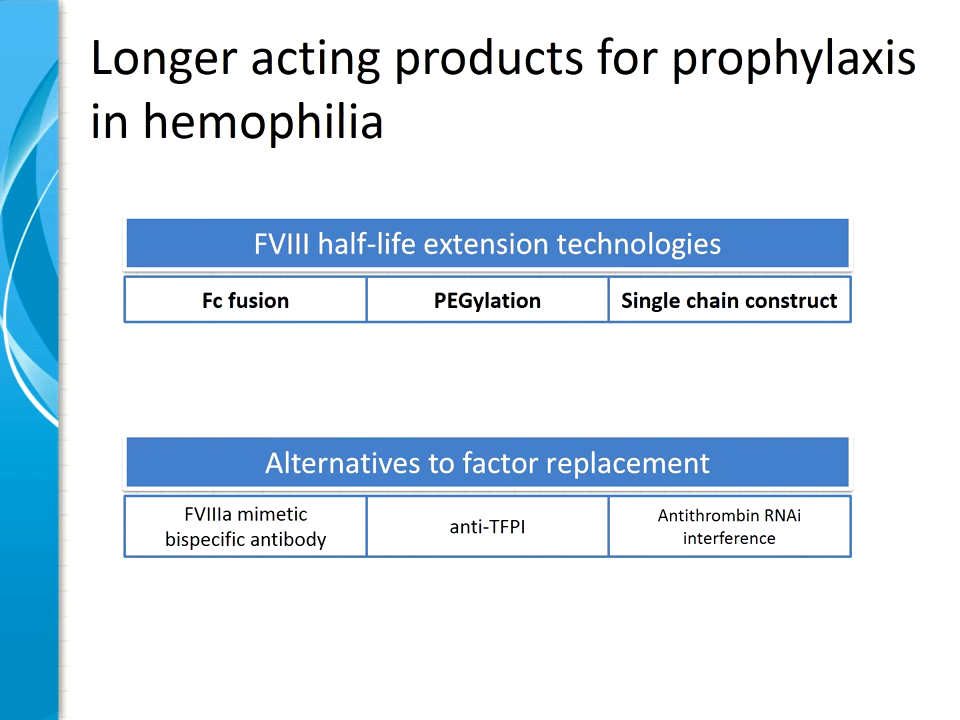 Longer acting products for prophylaxis
in hemophilia
FVIII half-life extension technologies
Fc fusion
PEGylation
Single chain construct
Alternatives to factor replacement
FVIIIa mimetic
bispecific antibody
anti-TFPI
Antithrombin RNAi
interference